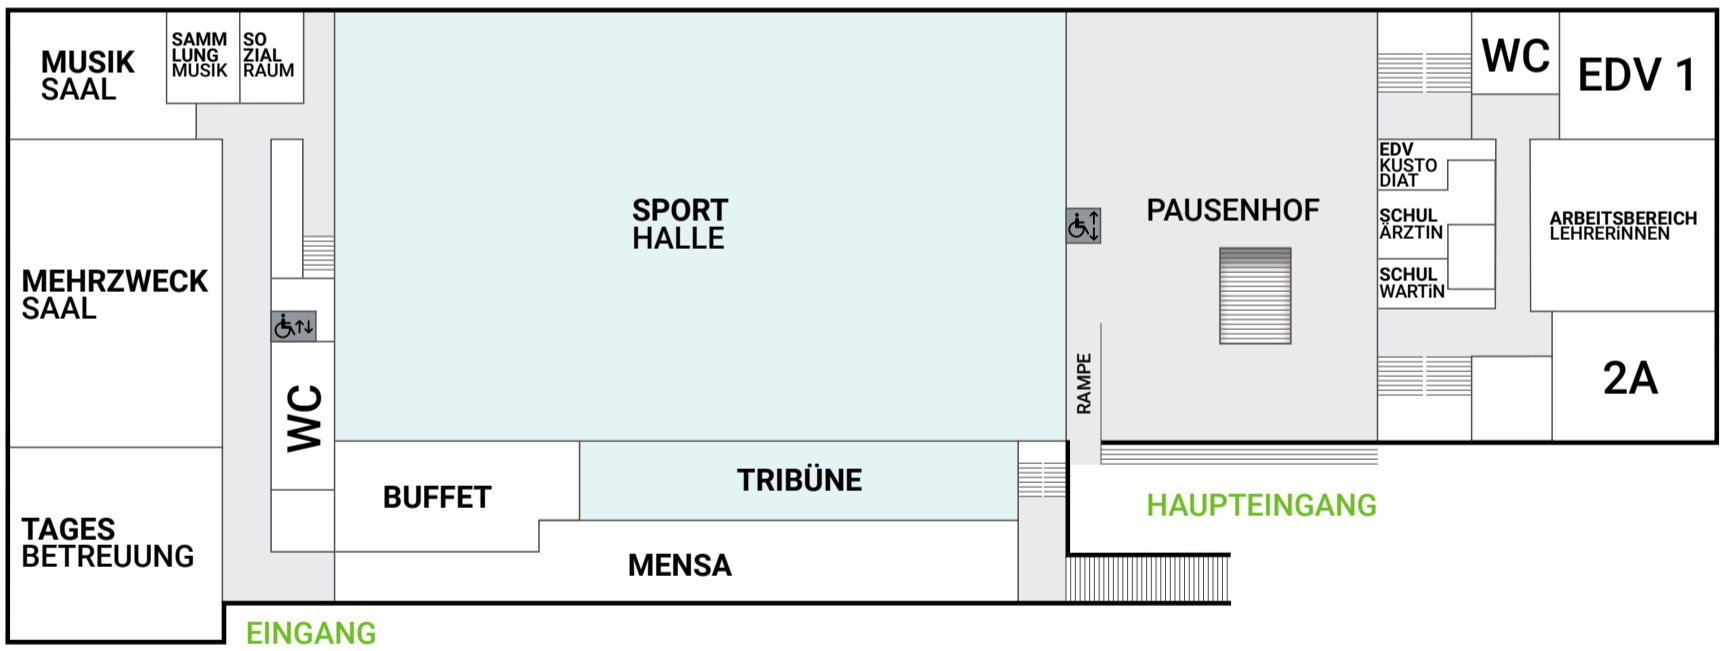 MUSIK
SAAL
SAMM
LUNG
MUSIK
SO
ZIAL
RAUM
WC
EDV 1
EDV
KUSTO
DIAT
SPORT
HALLE
PAUSENHOF
SCHUL
ÄRZTIN
ARBEITSBEREICH
LEHRERiNNEN
MEHRZWECK
SAAL
SCHUL
WARTiN
RAMPE
2A
WC
BUFFET
TRIBÜNE
HAUPTEINGANG
TAGES
BETREUUNG
MENSA
EINGANG